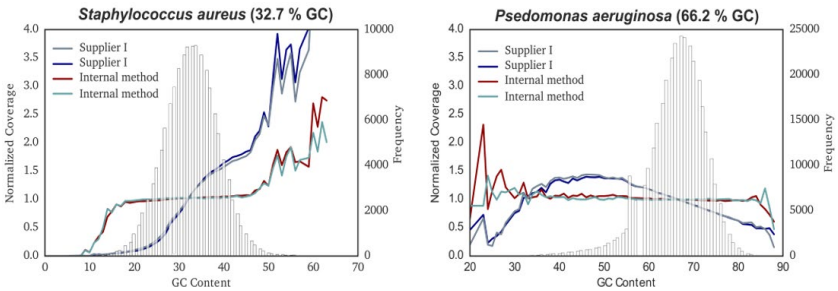 Staphylococcus aureus (32.7 % GC)
4.0
3.5
3.0
2.5
2.0
1.5
1.0
0.5
0.0
Normalized Coverage
Supplier I
Supplier I
Internal method
Internal method
10000
8000
6000
4000
2000
0
Frequency
0 10 20 30 40 50 60 70
GC Content
Psedomonas aeruginosa (66.2 % GC)
4.0
3.5
3.0
2.5
2.0
1.5
1.0
0.5
0.0
Normalized Coverage
Supplier I
Supplier I
Internal method
Internal method
25000
20000
15000
10000
5000
0
Frequency
20 30 40 50 60 70 80 90
GC Content